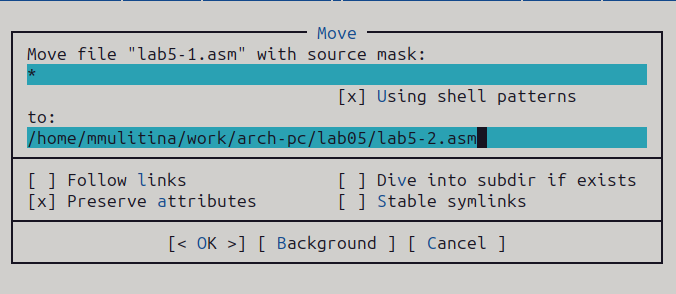 Move
Move file "lab5-1.asm" with source mask:
*
[x] Using shell patterns
to:
/home/mmulitina/work/arch-pc/lab05/lab5-2.asm
[ ] Follow links [ ] Dive into subdir if exists
[x] Preserve attributes [ ] Stable symlinks
[< OK >] [ Background ] [ Cancel ]